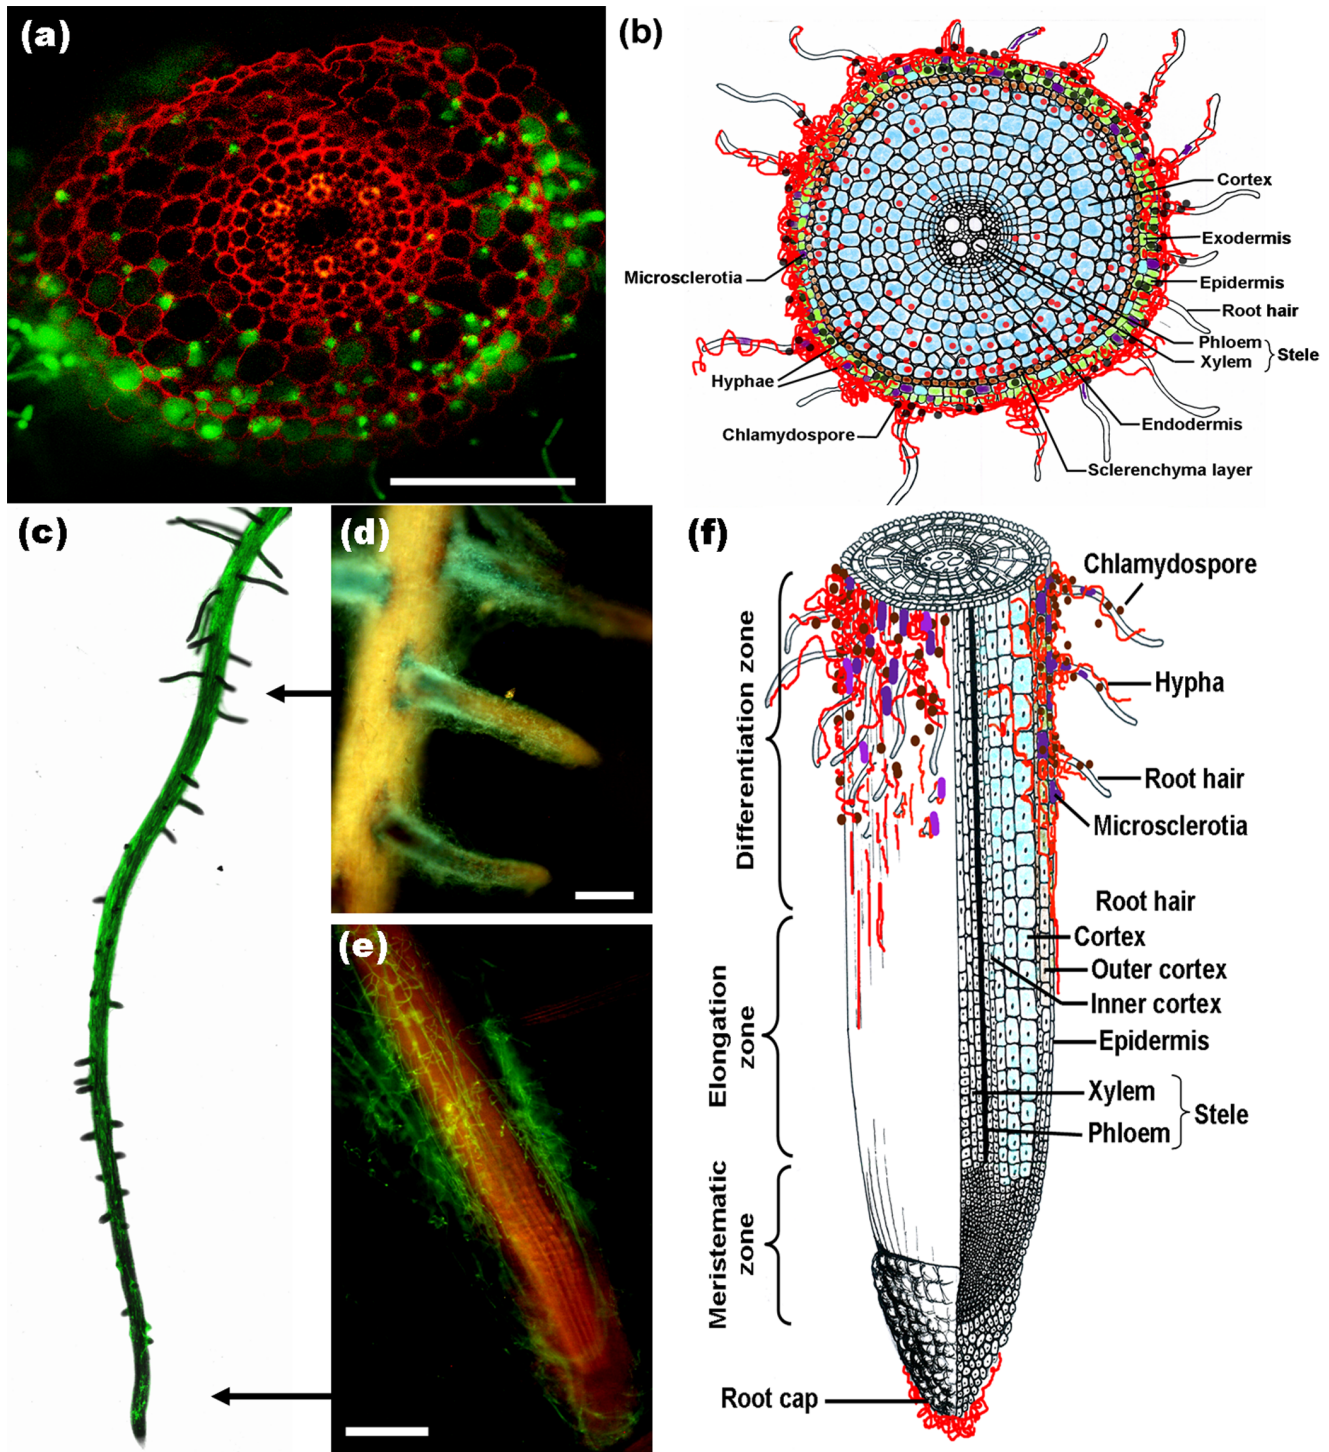 (a)
(b)
Cortex
Exodermis
Microsclerotia
Epidermis
Root hair
Phloem
Xylem
Stele
Hyphae
Endodermis
Chlamydospore
Sclerenchyma layer
(c)
(d)
(e)
(f)
Chlamydospore
Hypha
Root hair
Microsclerotia
Differentiation zone
Root hair
Cortex
Outer cortex
Inner cortex
Epidermis
Elongation
zone
Xylem
Phloem
Stele
Meristematic
zone
Root cap